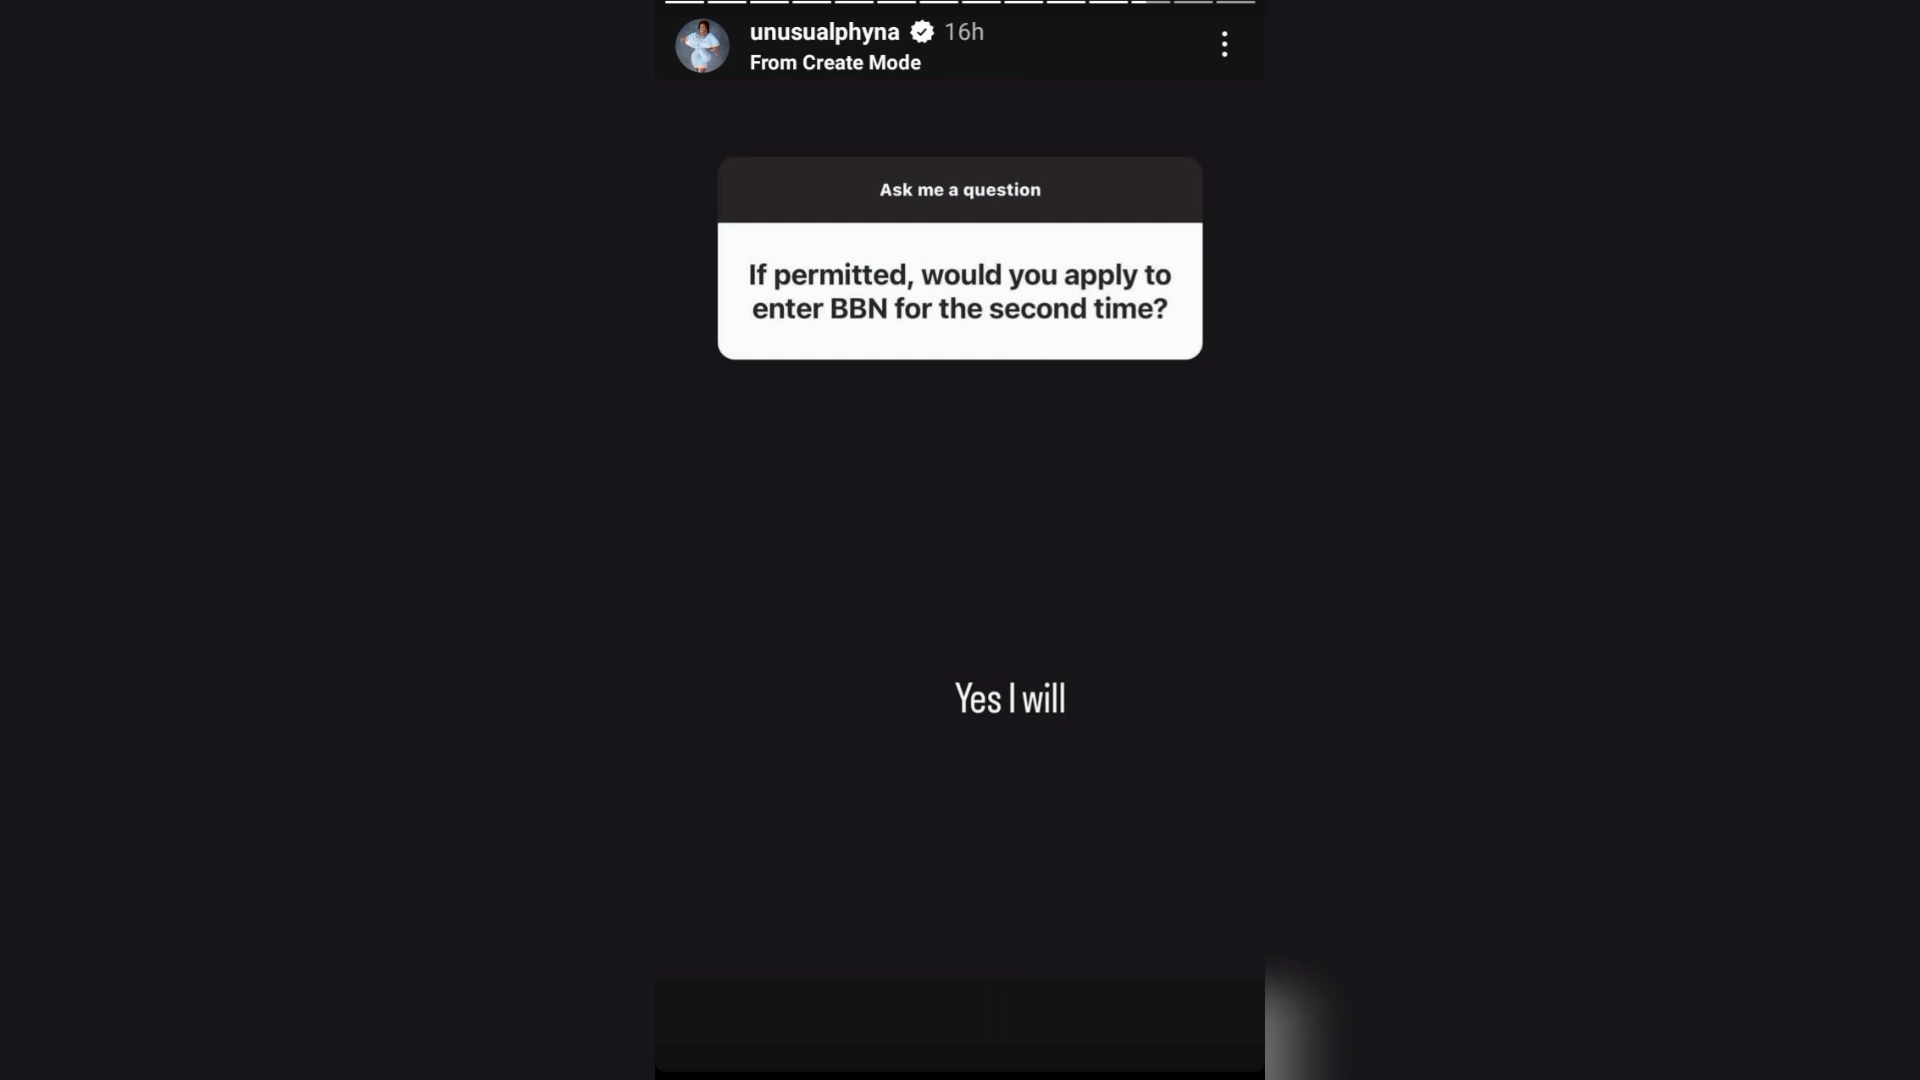 unusualphyna 16h
From Create Mode
Ask me a question
If permitted, would you apply to
enter BBN for the second time?
Yes I will